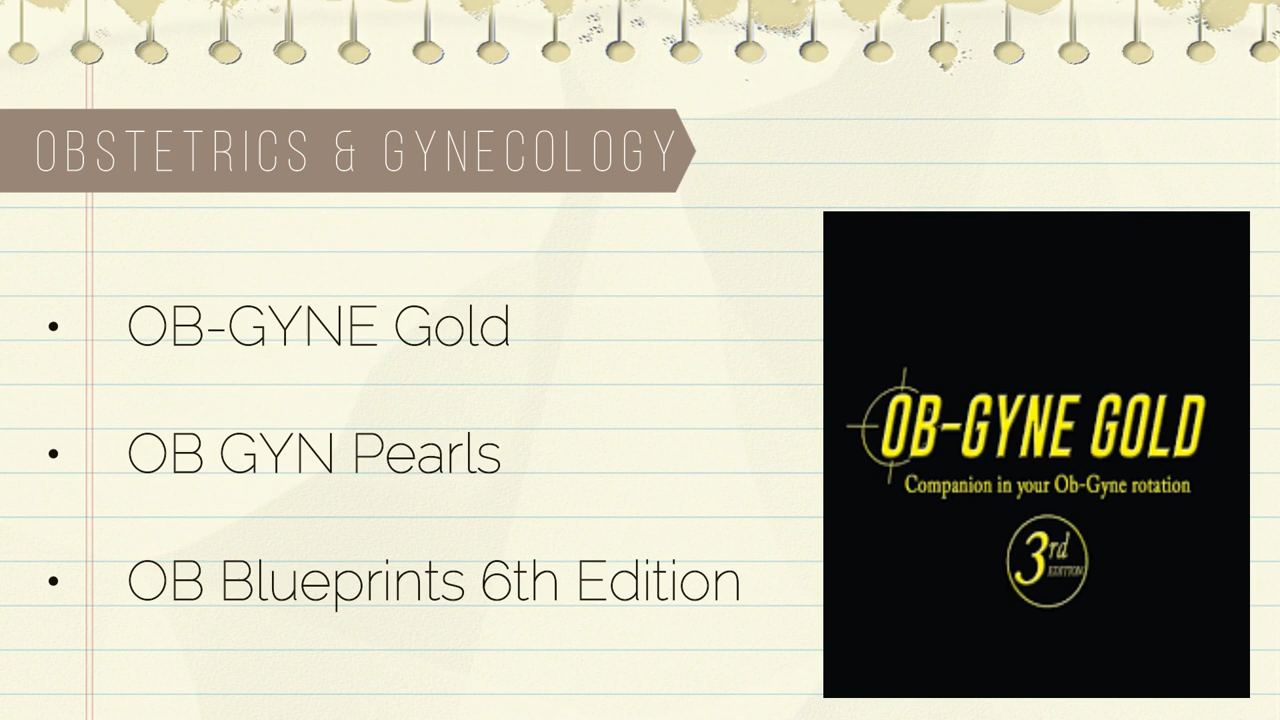 OBSTETRICS & GYNECOLOGY
• OB-GYNE Gold
• OB GYN Pearls
• OB Blueprints 6th Edition
OB-GYNE GOLD
Companion in your Ob-Gyne rotation
3rd
EDITION